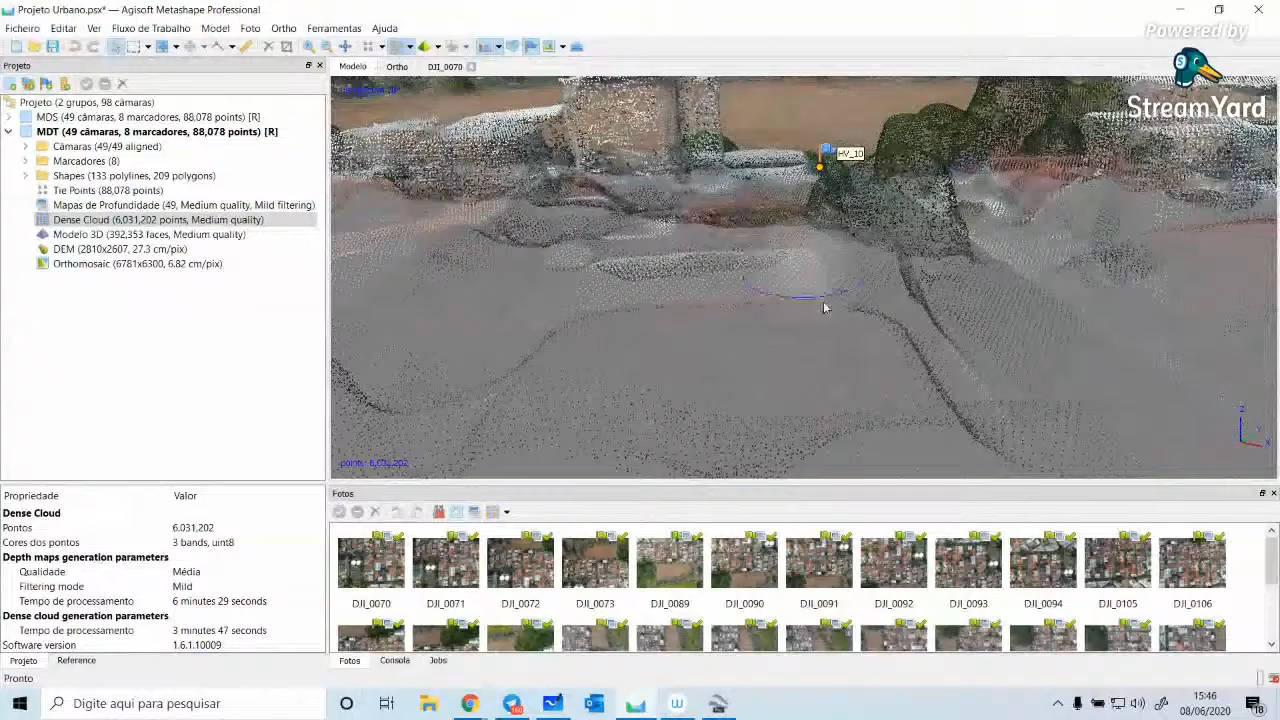 Projeto Urbano.psx* — Agisoft Metashape Professional
Ficheiro Editar Ver Fluxo de Trabalho Model Foto Ortho Ferramentas Ajuda
Powered by
StreamYard
Projeto
Modelo Ortho DJI_0070
Projeto (2 grupos, 98 câmaras)
MDS (49 câmaras, 8 marcadores, 88,078 points) [R]
MDT (49 câmaras, 8 marcadores, 88,078 points) [R]
Câmaras (49/49 aligned)
Marcadores (8)
Shapes (133 polylines, 209 polygons)
Tie Points (88,078 points)
Mapas de Profundidade (49, Medium quality, Mild filtering)
Dense Cloud (6,031,202 points, Medium quality)
Modelo 3D (392,353 faces, Medium quality)
DEM (2810x2607, 27.3 cm/pix)
Orthomosaic (6781x6300, 6.82 cm/pix)
HV_10
Z
X
points: 6,031,202
Propriedade Valor
Dense Cloud
Pontos 6.031.202
Cores dos pontos 3 bands, uint8
Depth maps generation parameters
Qualidade Média
Filtering mode Mild
Tempo de processamento 6 minutes 29 seconds
Dense cloud generation parameters
Tempo de processamento 3 minutes 47 seconds
Software version 1.6.1.10009
Projeto Reference
Fotos
DJI_0070 DJI_0071 DJI_0072 DJI_0073 DJI_0089 DJI_0090 DJI_0091 DJI_0092 DJI_0093 DJI_0094 DJI_0105 DJI_0106
Fotos Consola Jobs
Pronto
Digite aqui para pesquisar
160
15:46
08/06/2020
18